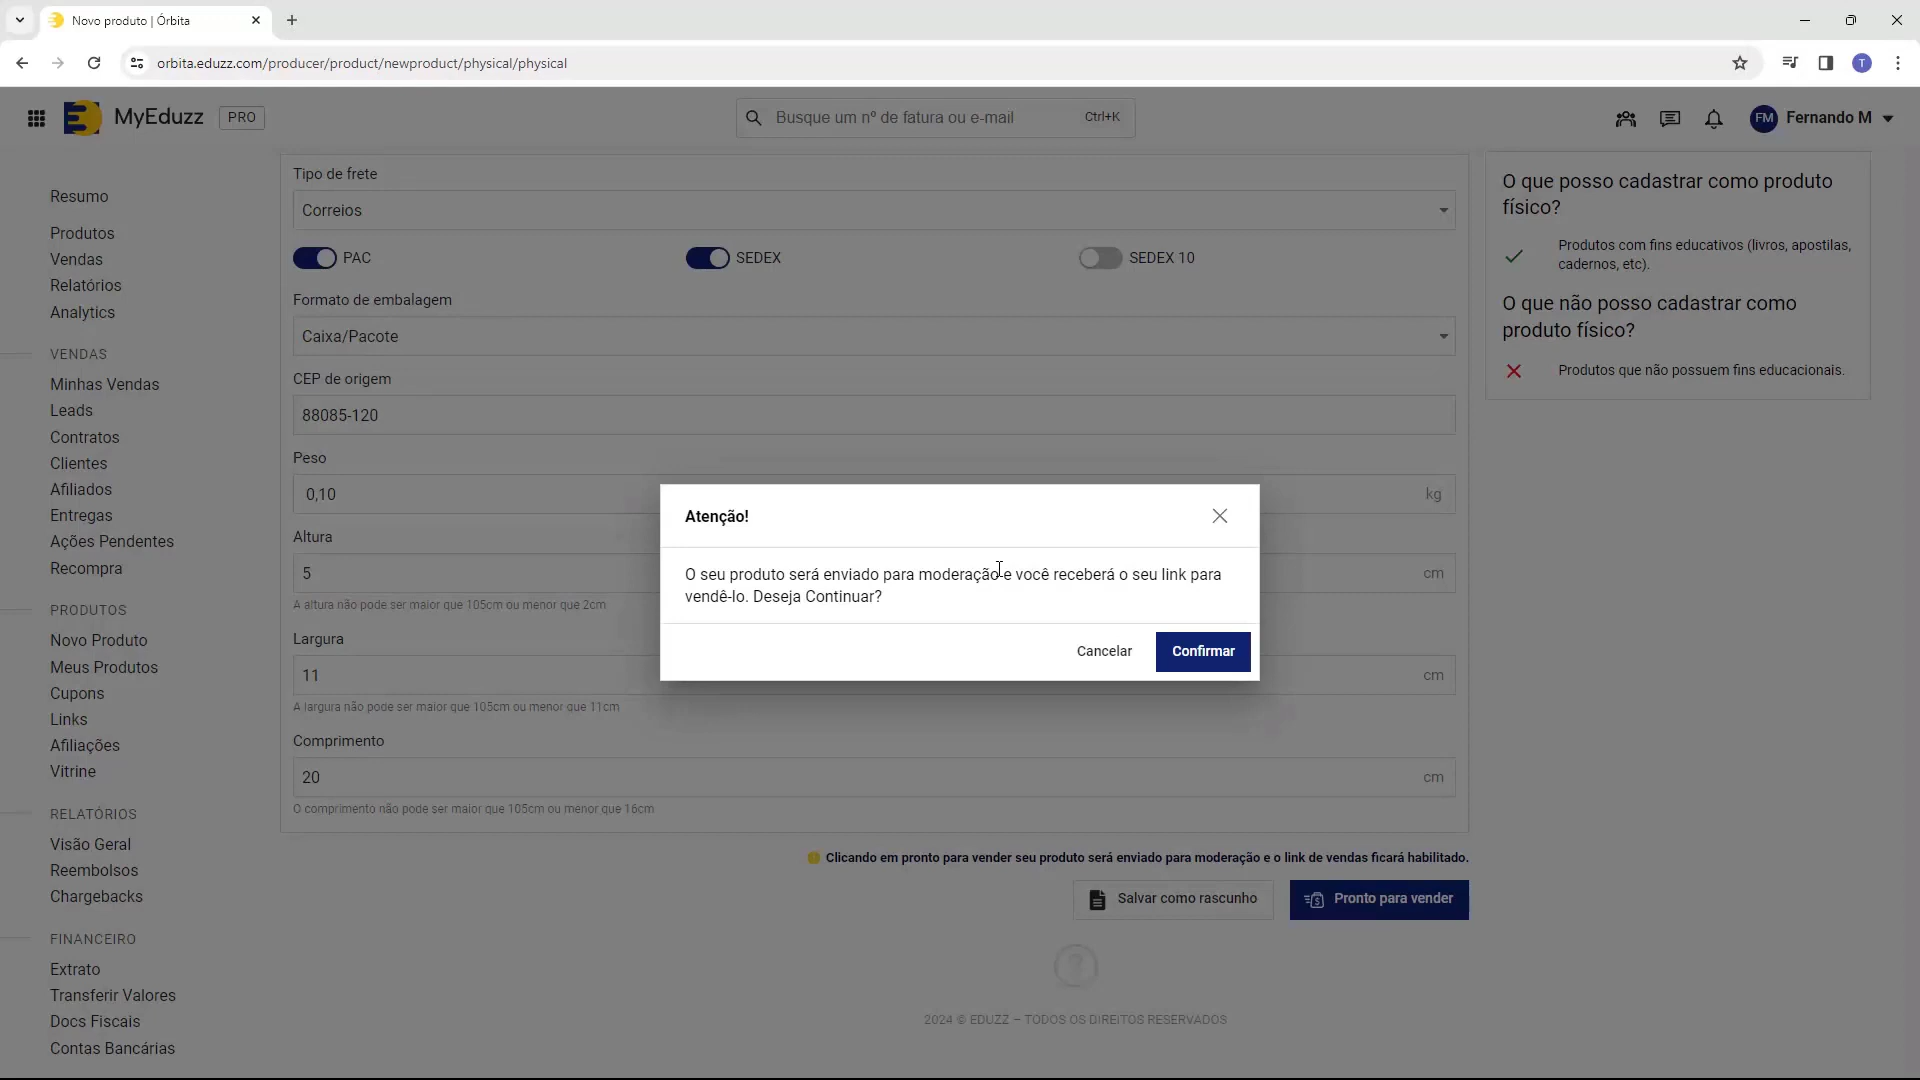 Novo produto | Órbita
orbita.eduzz.com/producer/product/newproduct/physical/physical
T
MyEduzz PRO
Busque um nº de fatura ou e-mail Ctrl+K
FM Fernando M
Resumo
Produtos
Vendas
Relatórios
Analytics
VENDAS
Minhas Vendas
Leads
Contratos
Clientes
Afiliados
Entregas
Ações Pendentes
Recompra
PRODUTOS
Novo Produto
Meus Produtos
Cupons
Links
Afiliações
Vitrine
RELATÓRIOS
Visão Geral
Reembolsos
Chargebacks
FINANCEIRO
Extrato
Transferir Valores
Docs Fiscais
Contas Bancárias
Tipo de frete
Correios
PAC SEDEX SEDEX 10
Formato de embalagem
Caixa/Pacote
CEP de origem
88085-120
Peso
0,10 kg
Altura
5 cm
A altura não pode ser maior que 105cm ou menor que 2cm
Largura
11 cm
A largura não pode ser maior que 105cm ou menor que 11cm
Comprimento
20 cm
O comprimento não pode ser maior que 105cm ou menor que 16cm
Atenção!
O seu produto será enviado para moderação e você receberá o seu link para
vendê-lo. Deseja Continuar?
Cancelar Confirmar
Clicando em pronto para vender seu produto será enviado para moderação e o link de vendas ficará habilitado.
Salvar como rascunho Pronto para vender
2024 © EDUZZ – TODOS OS DIREITOS RESERVADOS
O que posso cadastrar como produto
físico?
Produtos com fins educativos (livros, apostilas,
cadernos, etc).
O que não posso cadastrar como
produto físico?
Produtos que não possuem fins educacionais.